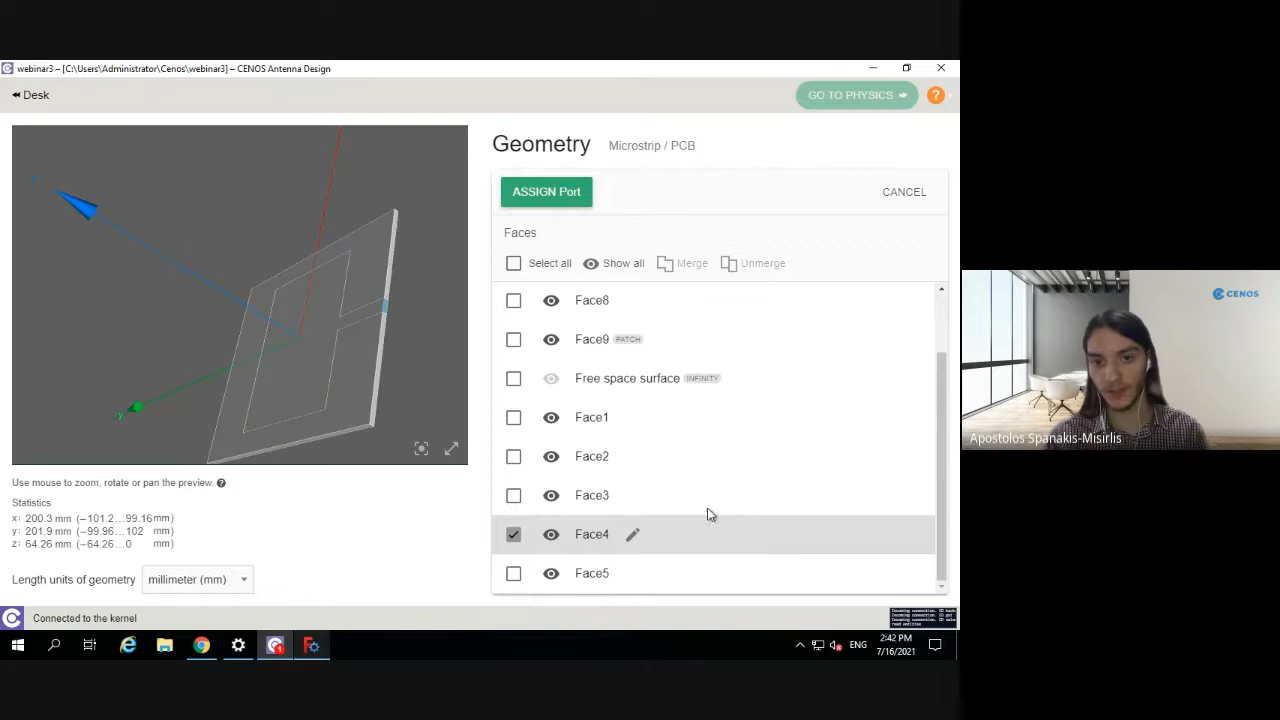 webinar3 – [C:\Users\Administrator\Cenos\webinar3] – CENOS Antenna Design
Desk
GO TO PHYSICS
?
Geometry
Microstrip / PCB
ASSIGN Port
CANCEL
Faces
Select all
Show all
Merge
Unmerge
Face8
Face9 PATCH
Free space surface INFINITY
Face1
Face2
Face3
Face4
Face5
y
Use mouse to zoom, rotate or pan the preview. ?
Statistics
x: 200.3 mm (−101.2...99.16 mm)
y: 201.9 mm (−99.96...102 mm)
z: 64.26 mm (−64.26...0 mm)
Length units of geometry
millimeter (mm)
Connected to the kernel
ENG
2:42 PM
7/16/2021
CENOS
Apostolos Spanakis-Misirlis